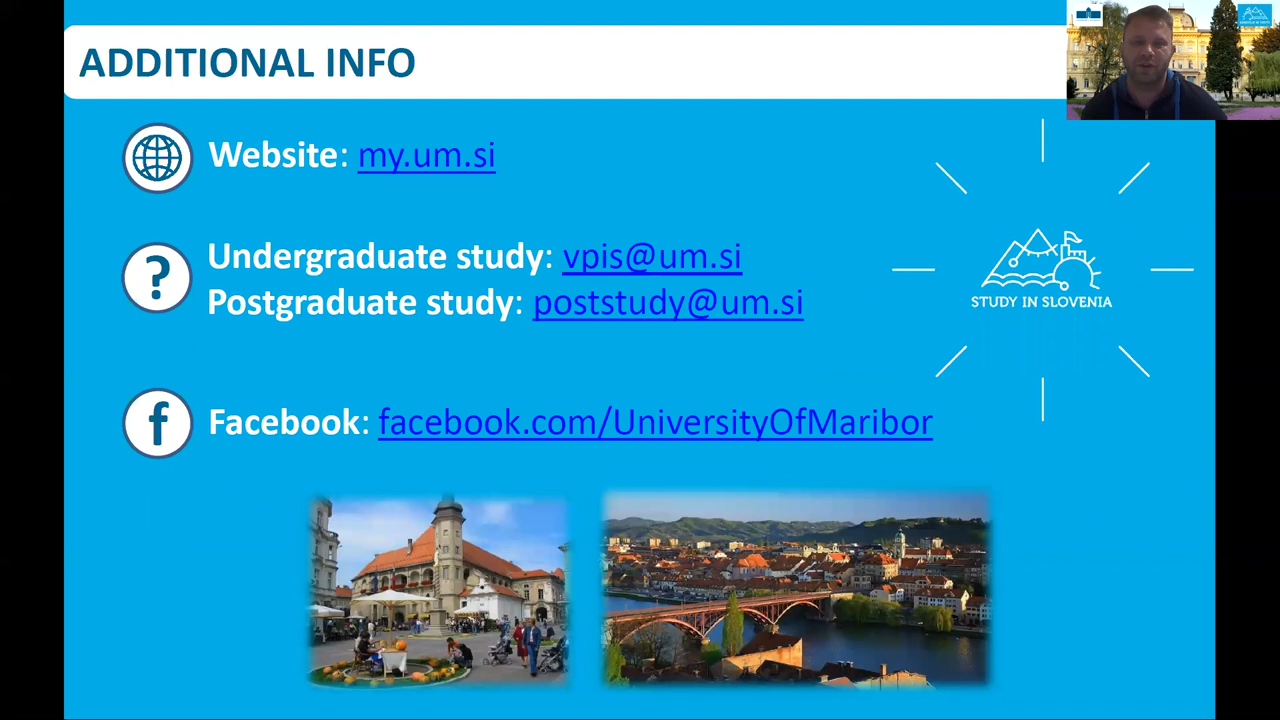 ADDITIONAL INFO
Website: my.um.si
Undergraduate study: vpis@um.si
Postgraduate study: poststudy@um.si
STUDY IN SLOVENIA
Facebook: facebook.com/UniversityOfMaribor